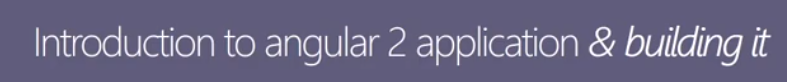 Introduction to angular 2 application & building it